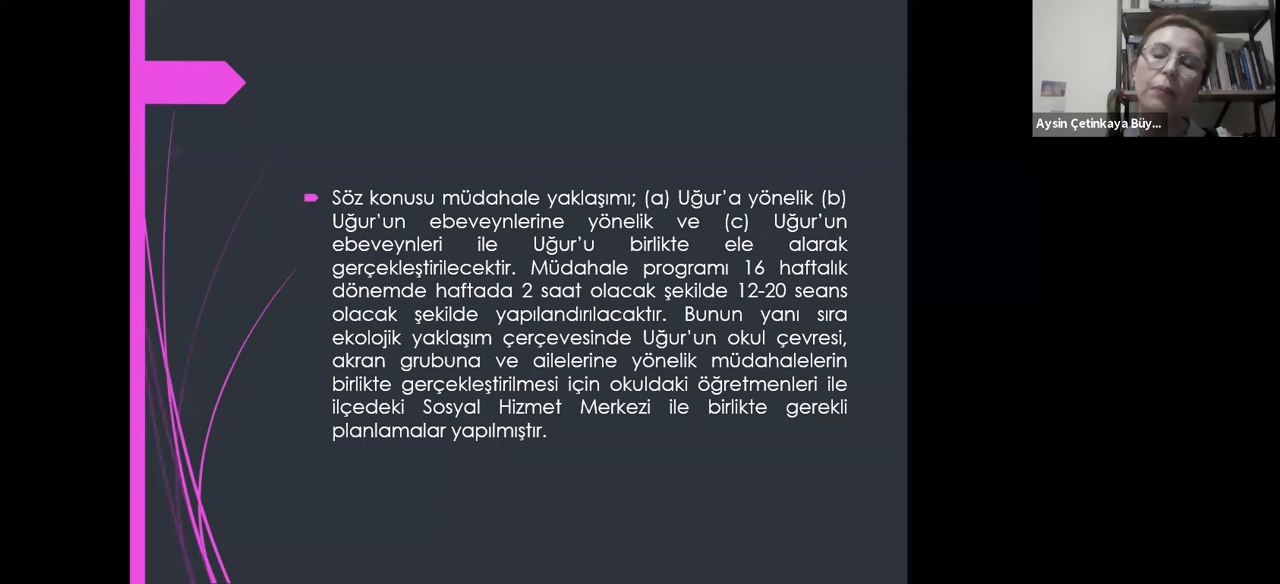 Söz konusu müdahale yaklaşımı; (a) Uğur’a yönelik (b)
Uğur’un ebeveynlerine yönelik ve (c) Uğur’un
ebeveynleri ile Uğur’u birlikte ele alarak
gerçekleştirilecektir. Müdahale programı 16 haftalık
dönemde haftada 2 saat olacak şekilde 12-20 seans
olacak şekilde yapılandırılacaktır. Bunun yanı sıra
ekolojik yaklaşım çerçevesinde Uğur’un okul çevresi,
akran grubuna ve ailelerine yönelik müdahalelerin
birlikte gerçekleştirilmesi için okuldaki öğretmenleri ile
ilçedeki Sosyal Hizmet Merkezi ile birlikte gerekli
planlamalar yapılmıştır.
Aysin Çetinkaya Büy...